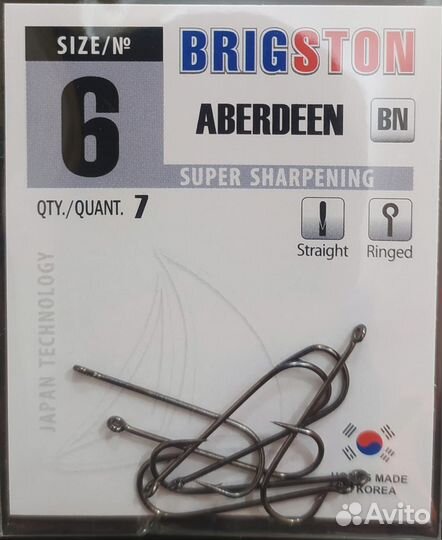 SIZE/№
6
BRIGSTON
ABERDEEN
BN
SUPER SHARPENING
QTY./QUANT. 7
Straight
Ringed
JAPAN TECHNOLOGY
MADE
KOREA
Avito